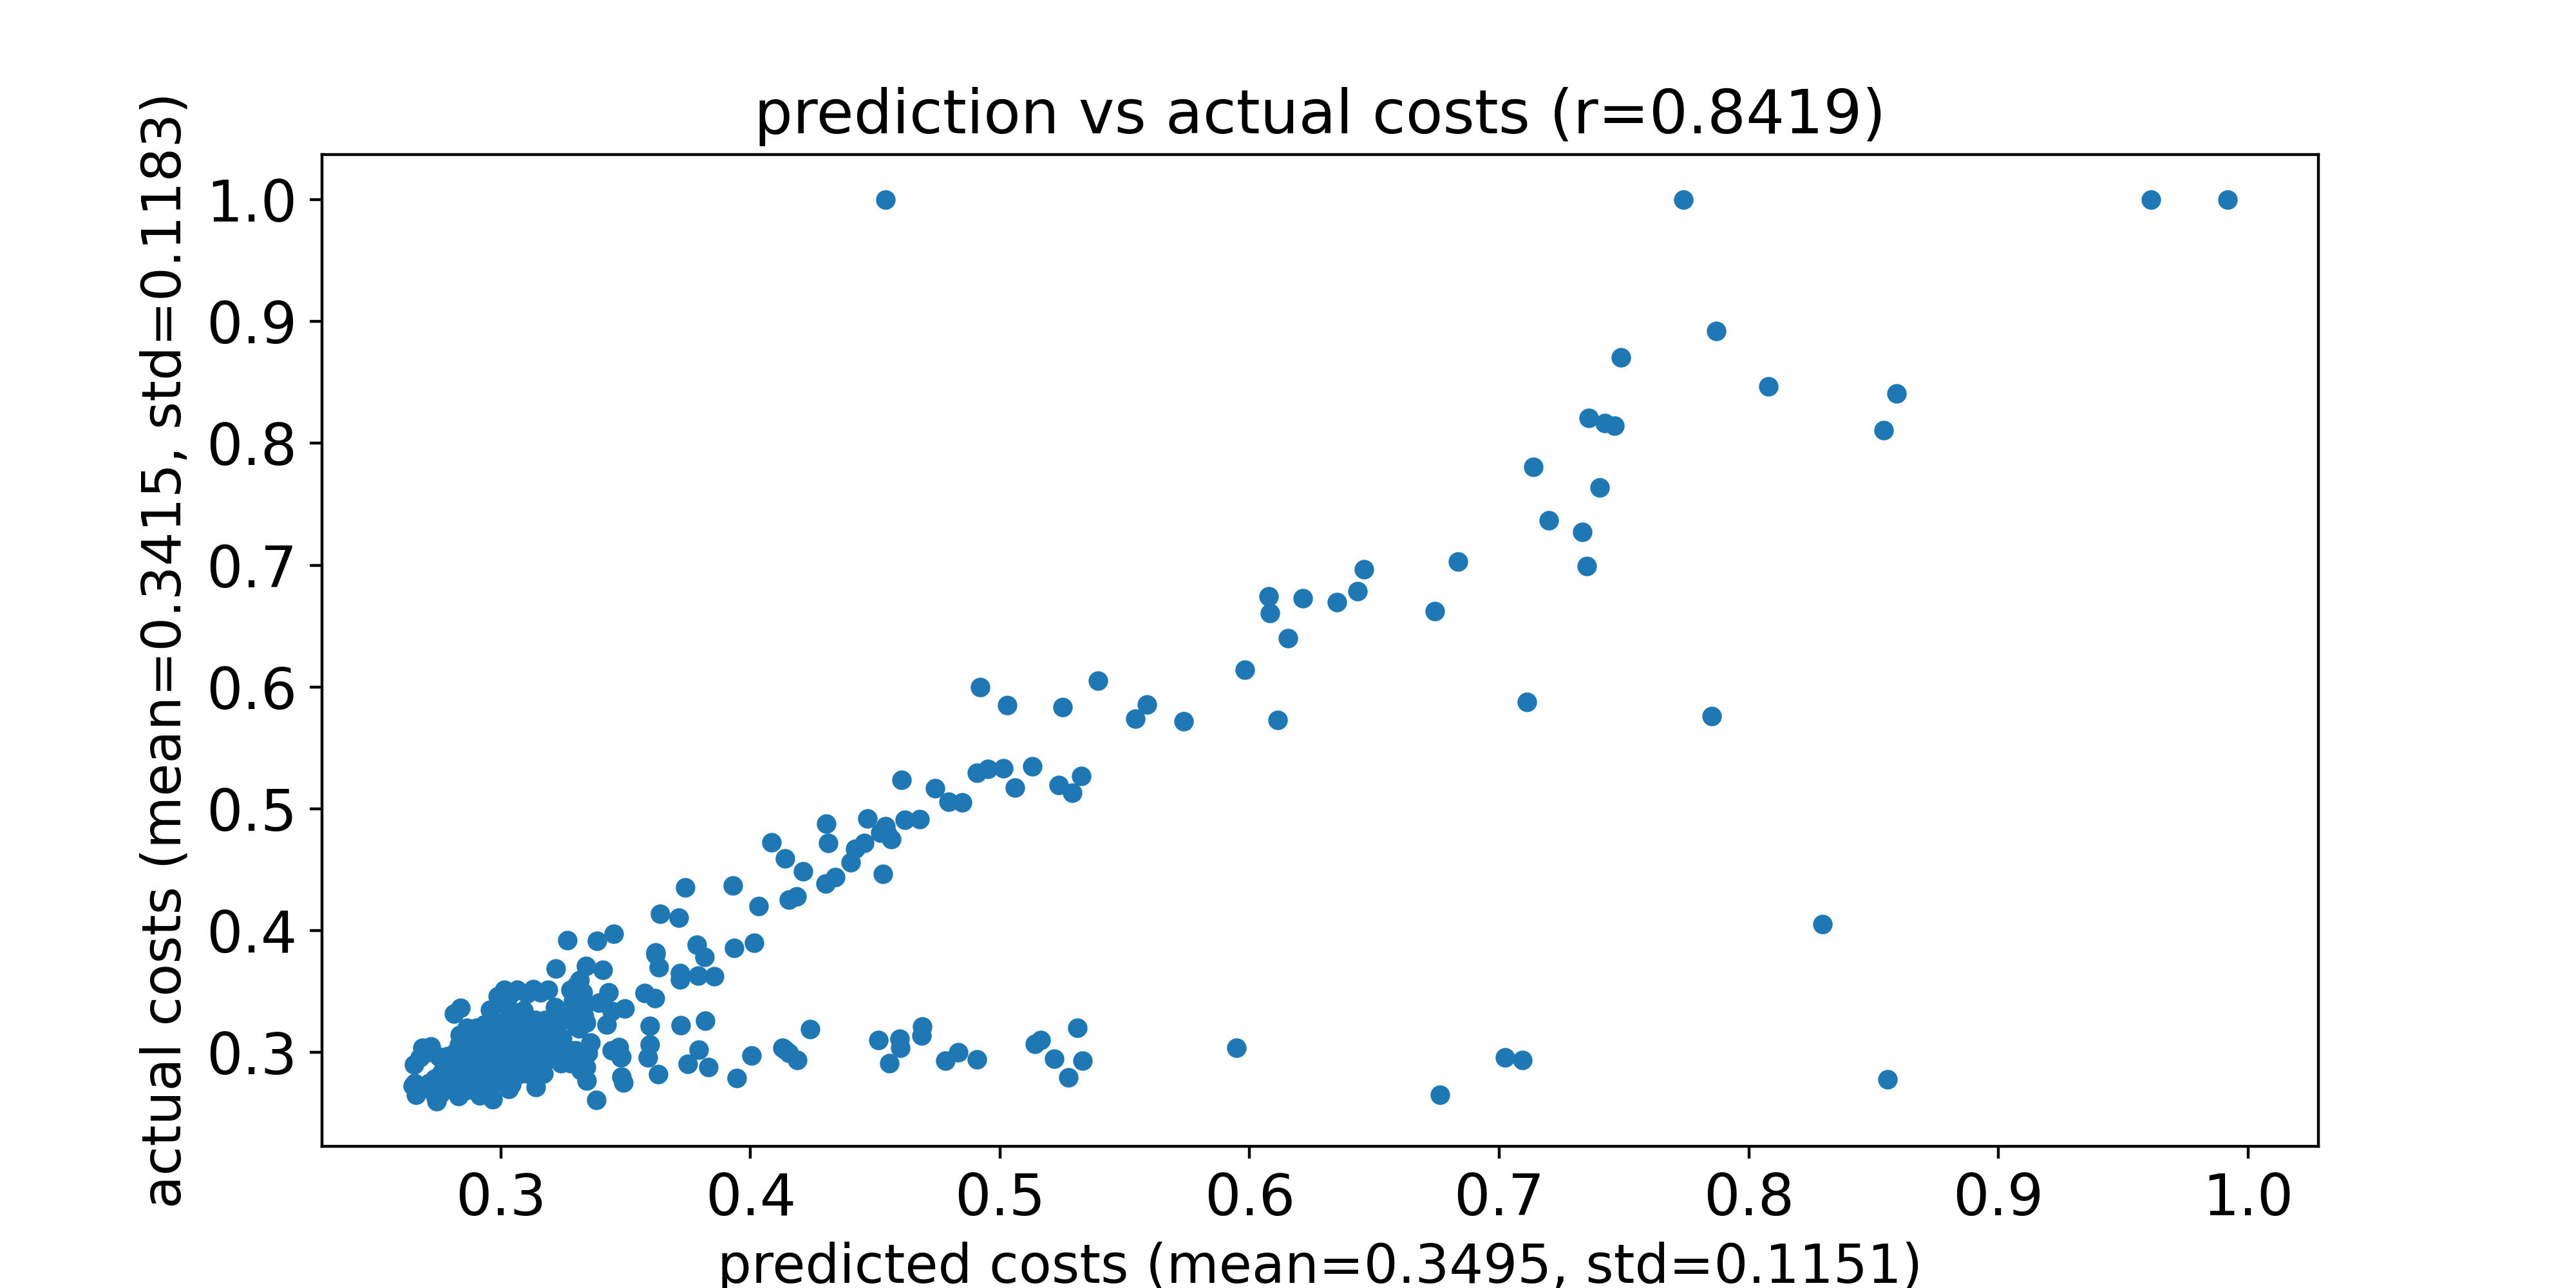 prediction vs actual costs (r=0.8419)
actual costs (mean=0.3415, std=0.1183)
1.0
0.9
0.8
0.7
0.6
0.5
0.4
0.3
0.3 0.4 0.5 0.6 0.7 0.8 0.9 1.0
predicted costs (mean=0.3495, std=0.1151)